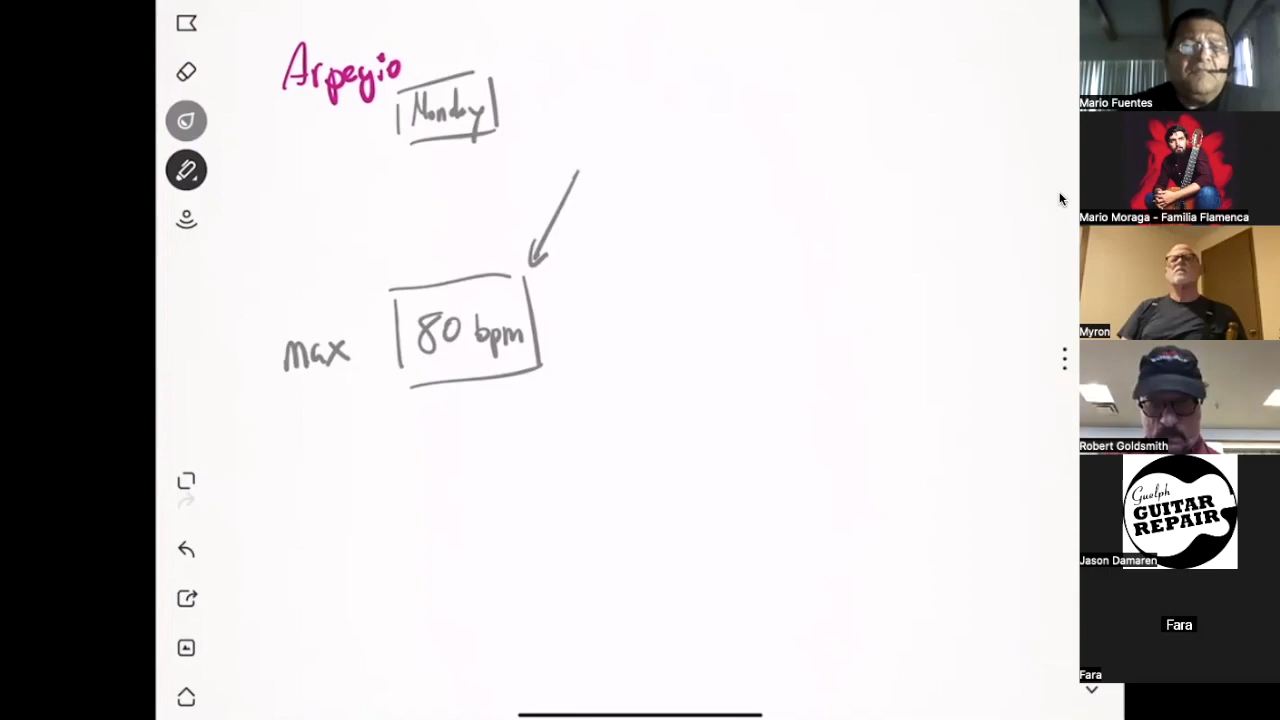 Arpegio
Monday
max 80 bpm
Mario Fuentes
Mario Moraga - Familia Flamenca
Myron
Robert Goldsmith
Guelph
GUITAR
REPAIR
Jason Damaren
Fara
Fara